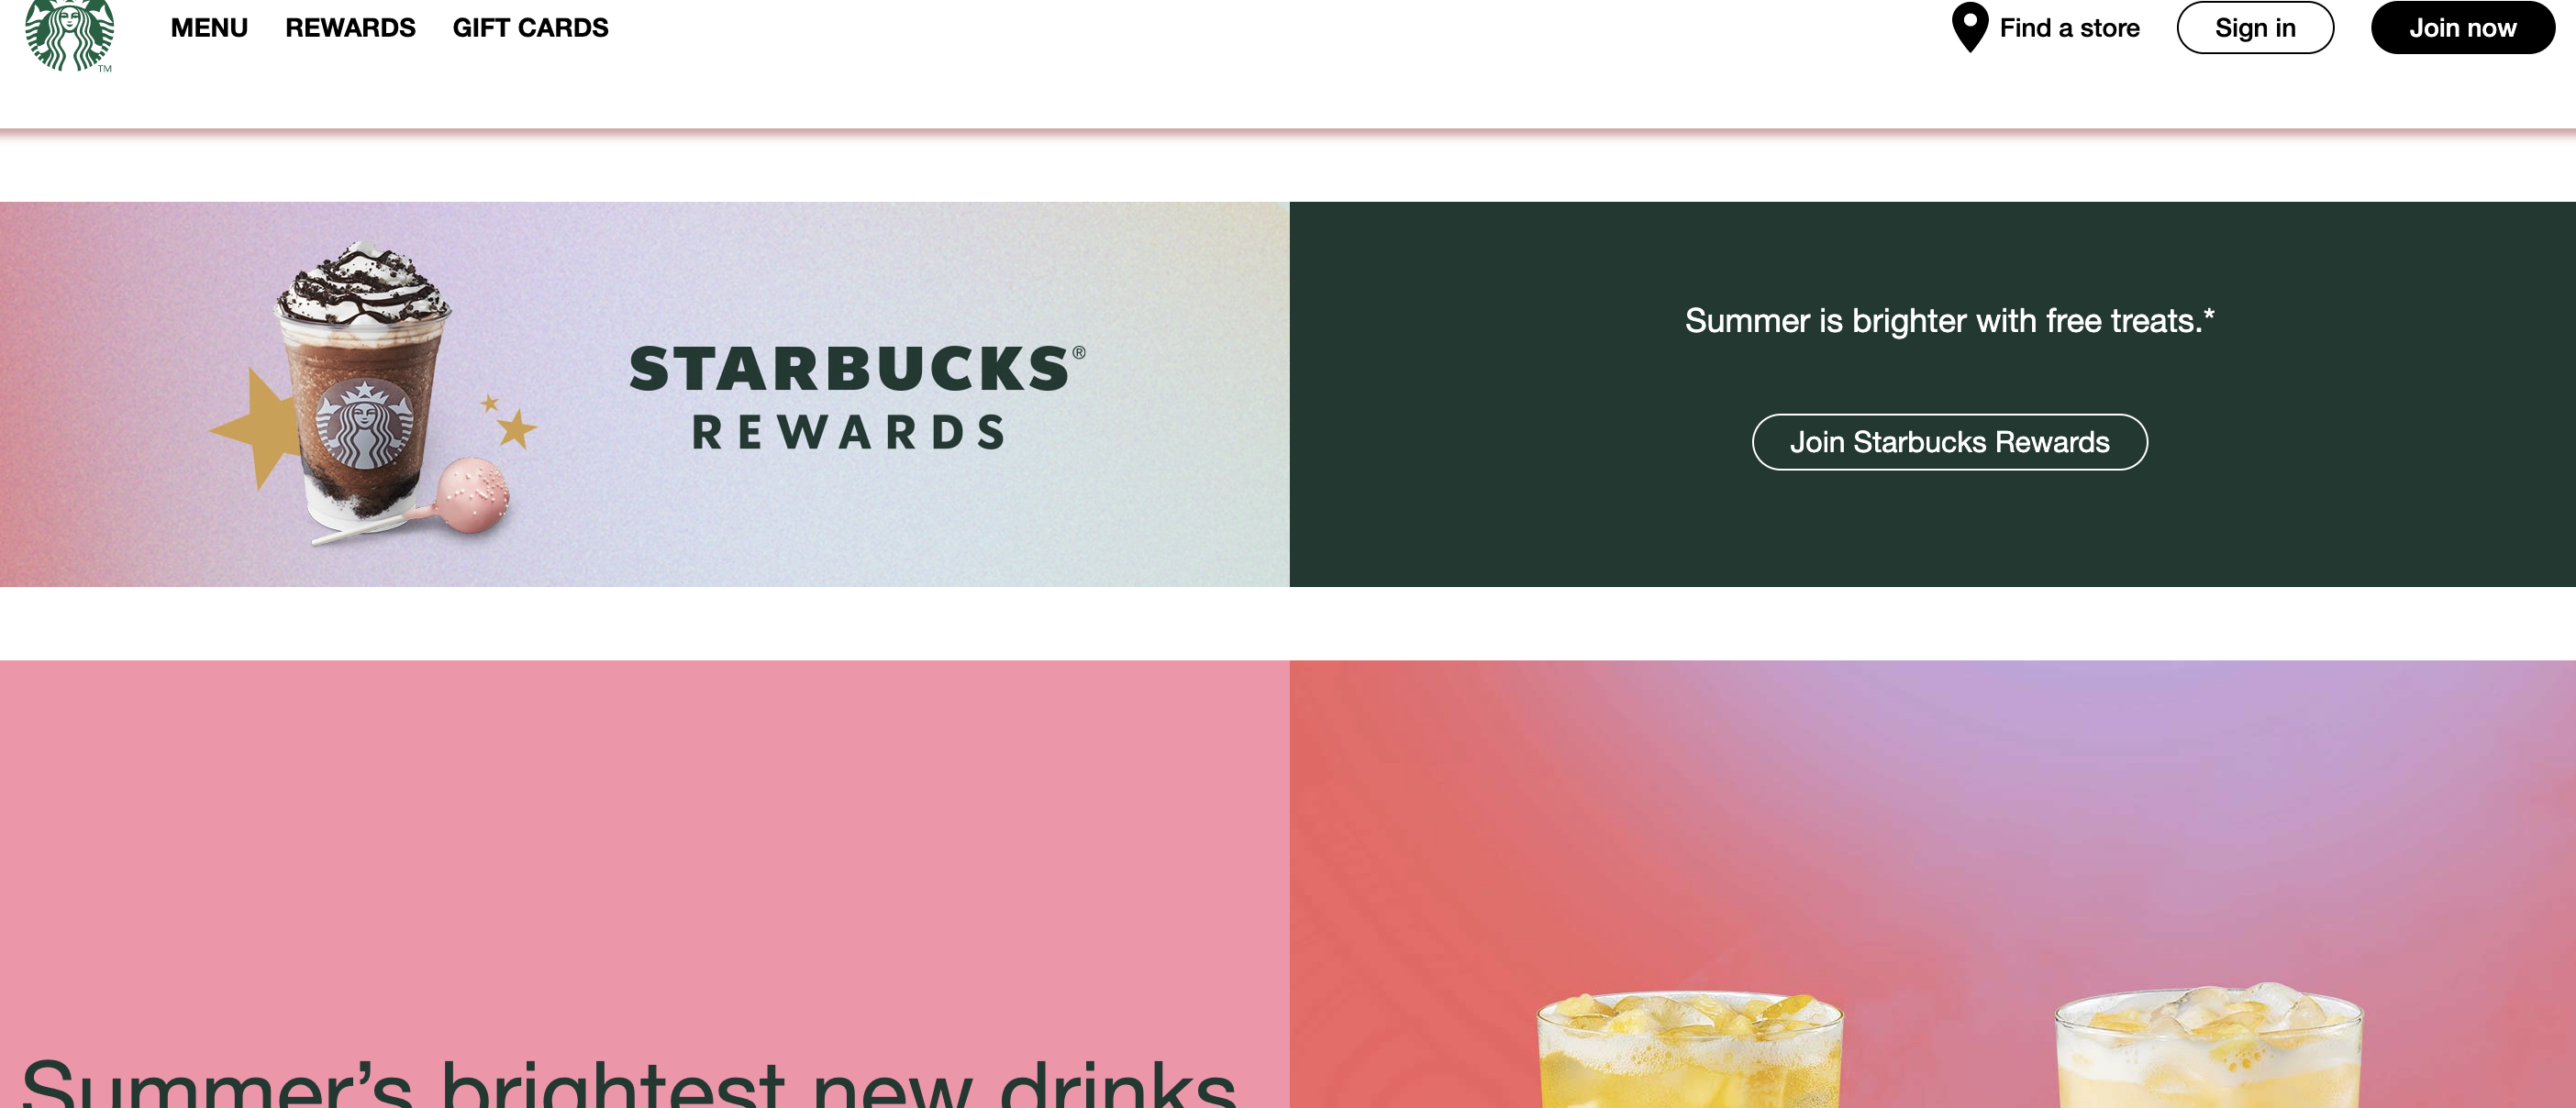 TM
MENU REWARDS GIFT CARDS Find a store Sign in Join now
STARBUCKS®
REWARDS
Summer is brighter with free treats.*
Join Starbucks Rewards
Summer’s brightest new drinks